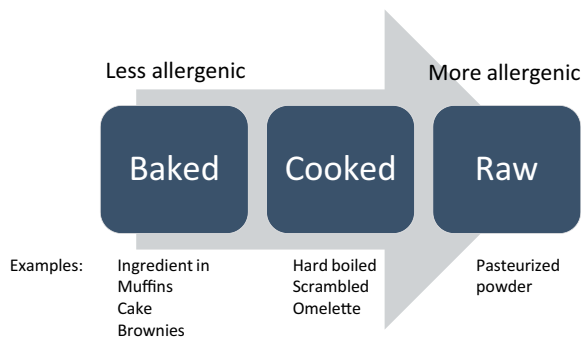 Less allergenic
More allergenic
Baked
Cooked
Raw
Examples:
Ingredient in
Muffins
Cake
Brownies
Hard boiled
Scrambled
Omelette
Pasteurized
powder